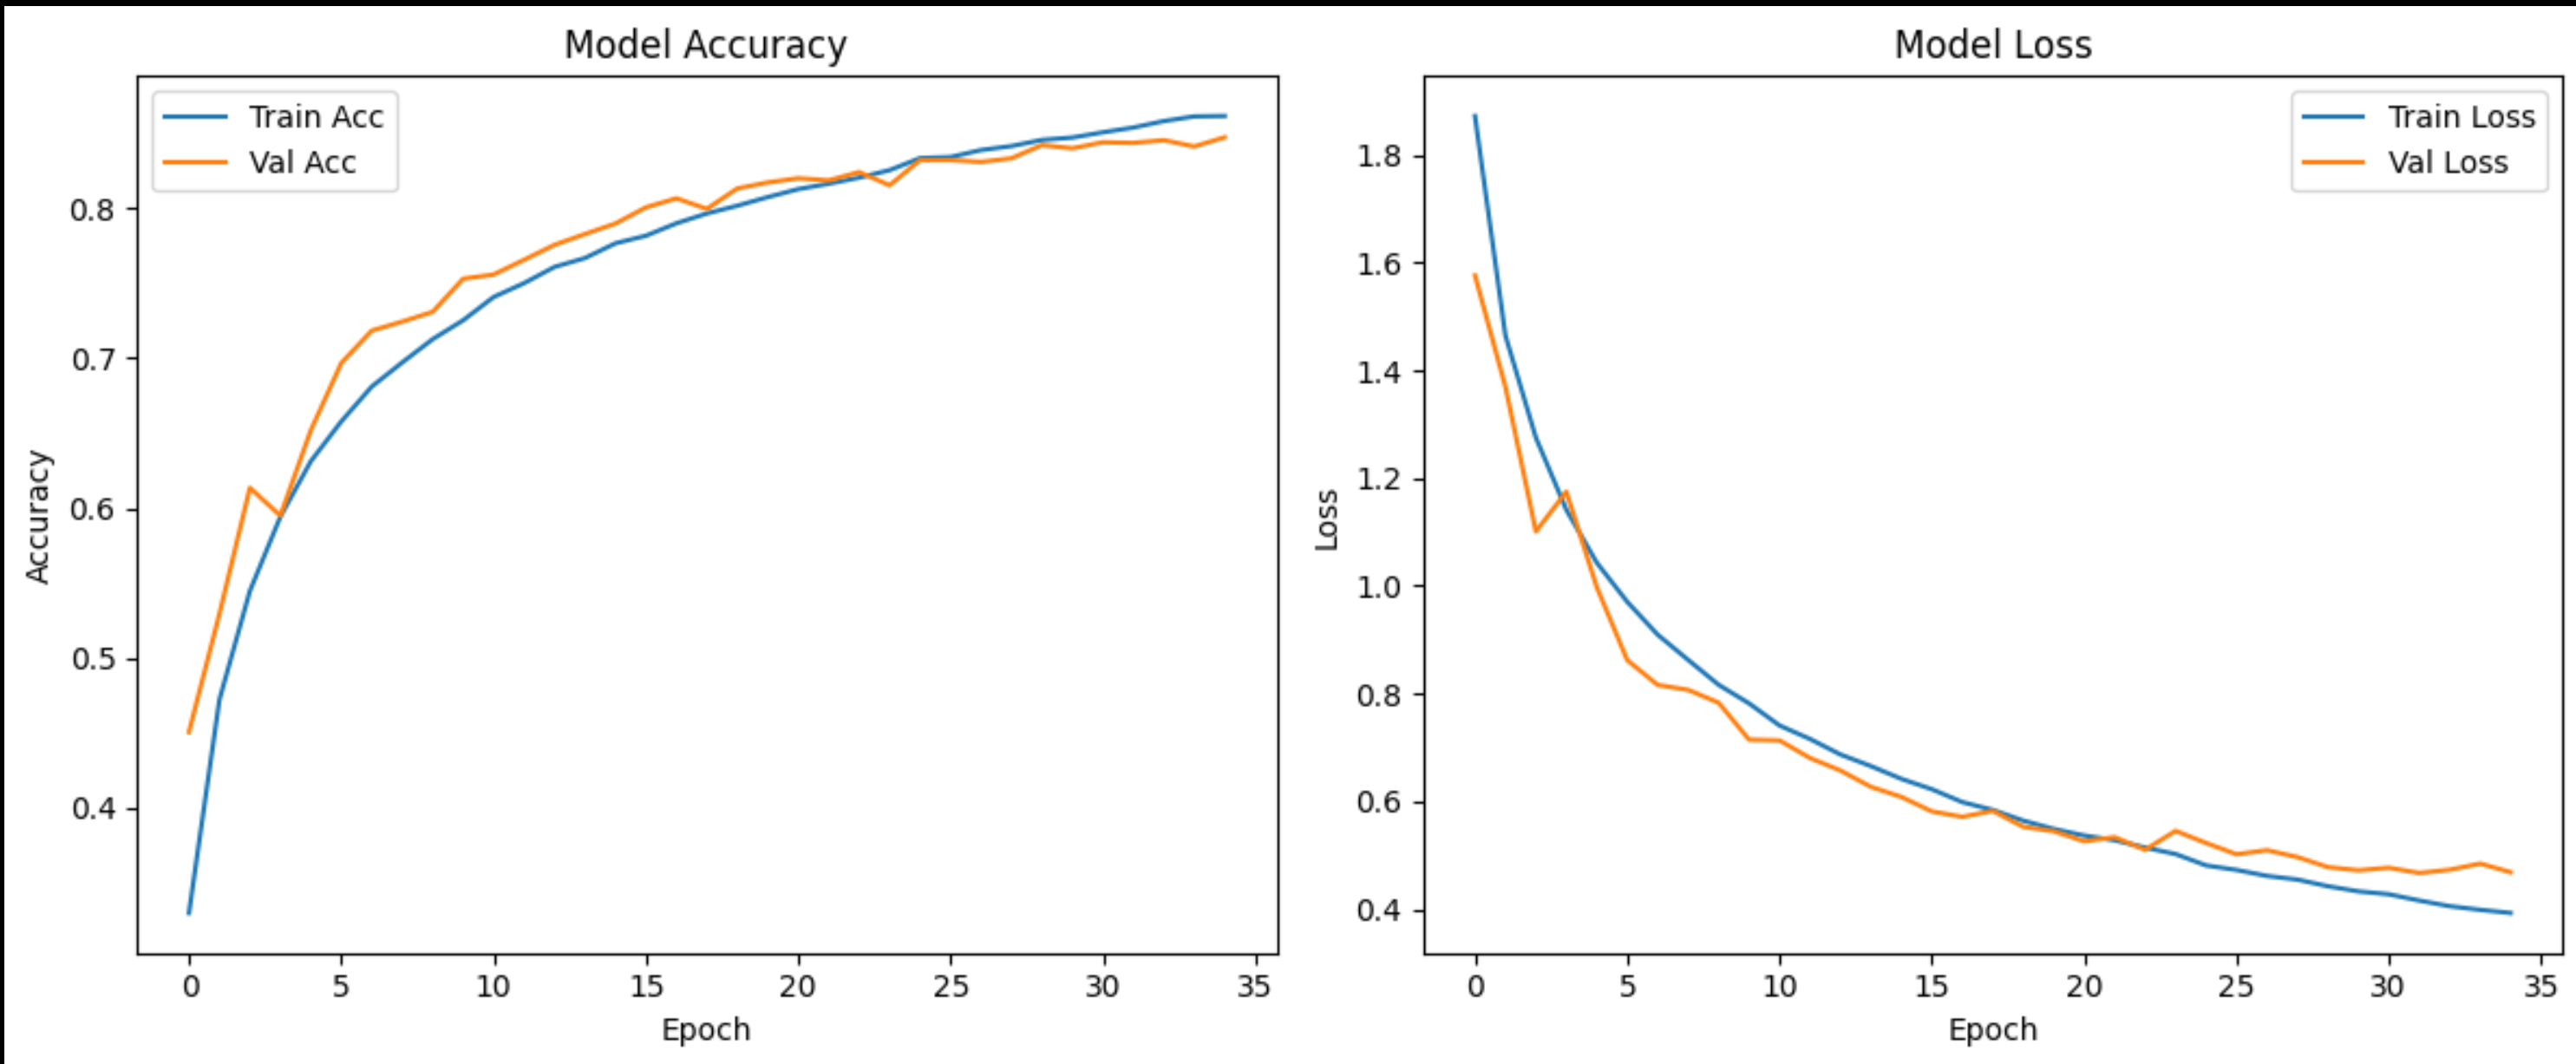 Model Accuracy
Train Acc
Val Acc
0.8
0.7
0.6
0.5
0.4
Accuracy
0 5 10 15 20 25 30 35
Epoch
Model Loss
Train Loss
Val Loss
1.8
1.6
1.4
1.2
1.0
0.8
0.6
0.4
Loss
0 5 10 15 20 25 30 35
Epoch